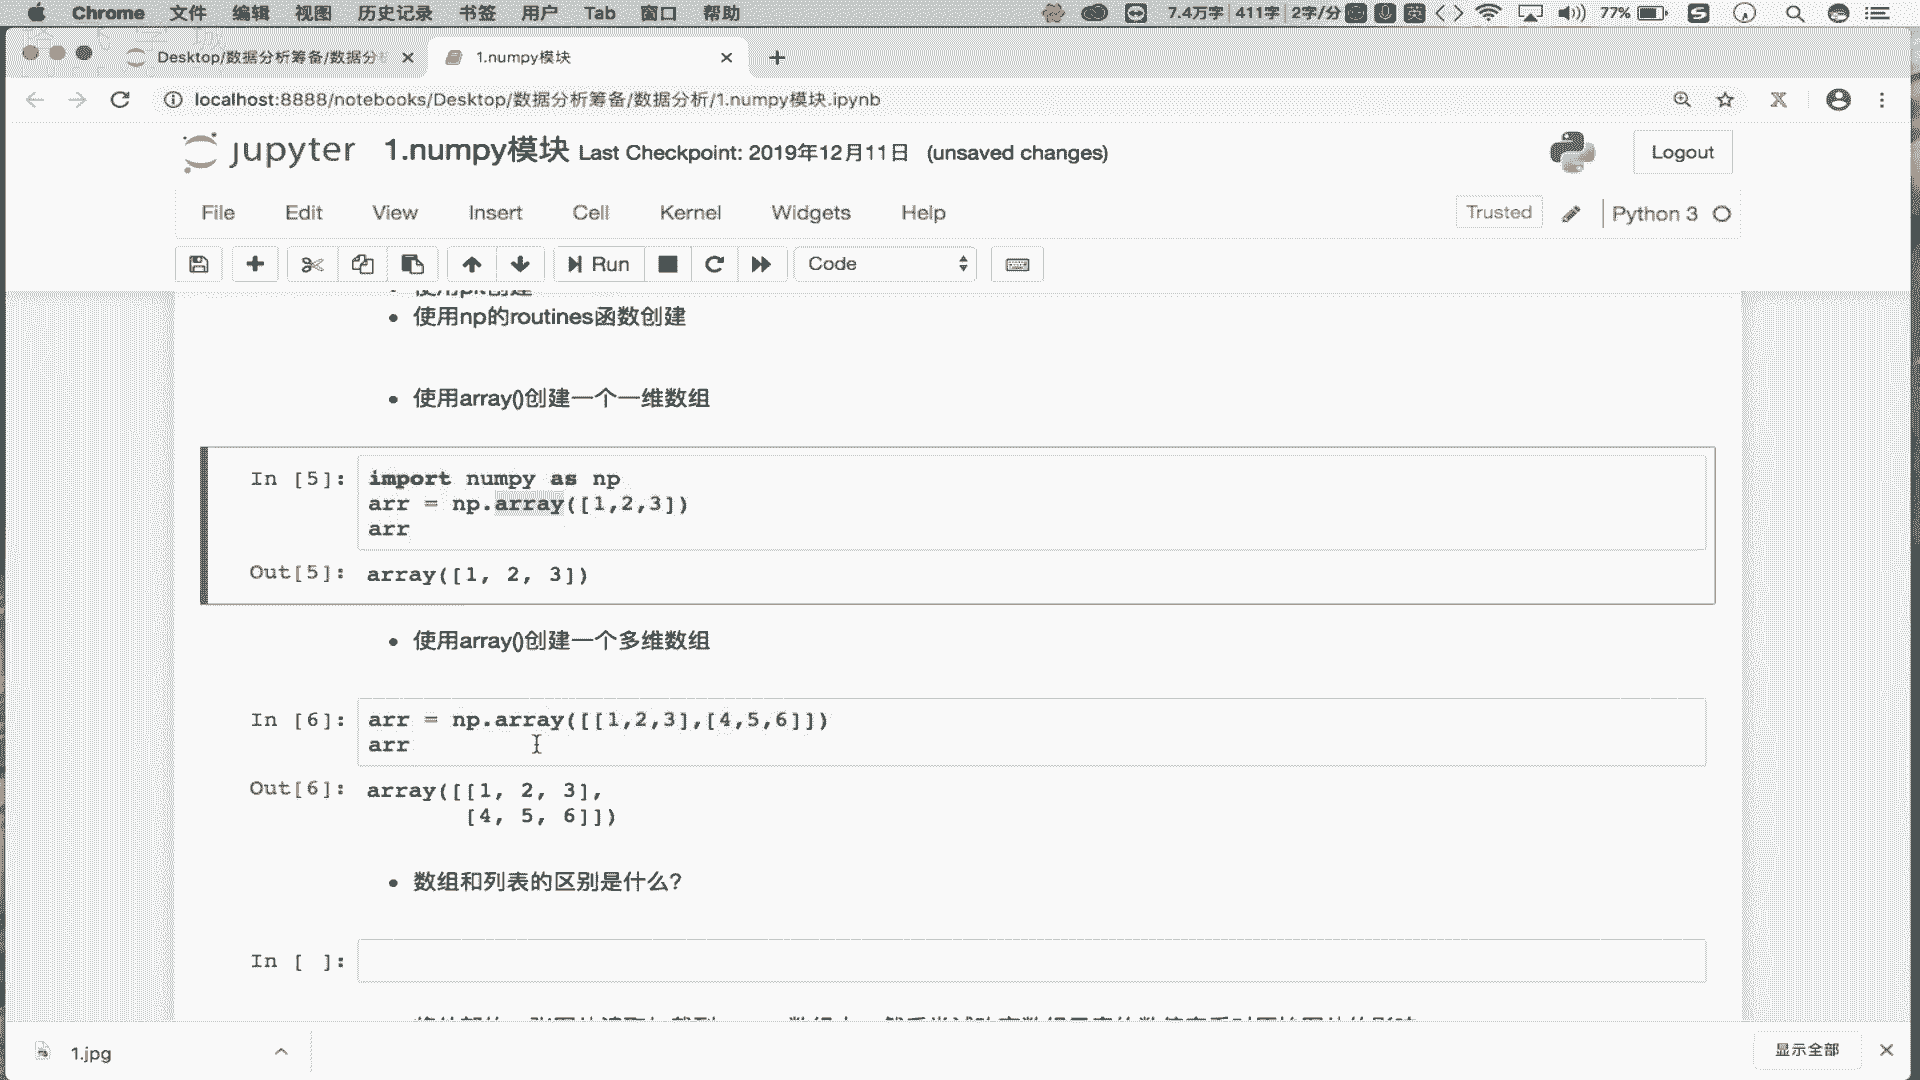 Chrome 文件 编辑 视图 历史记录 书签 用户 Tab 窗口 帮助 7.4万字 411字 2字/分 英 77%
Desktop/数据分析筹备/数据分 1.numpy模块
localhost:8888/notebooks/Desktop/数据分析筹备/数据分析/1.numpy模块.ipynb
jupyter 1.numpy模块 Last Checkpoint: 2019年12月11日 (unsaved changes) Logout
File Edit View Insert Cell Kernel Widgets Help Trusted Python 3
Run Code
使用np的routines函数创建
使用array()创建一个一维数组
In [5]: import numpy as np
arr = np.array([1,2,3])
arr
Out[5]: array([1, 2, 3])
使用array()创建一个多维数组
In [6]: arr = np.array([[1,2,3],[4,5,6]])
arr
Out[6]: array([[1, 2, 3],
[4, 5, 6]])
数组和列表的区别是什么?
In [ ]:
1.jpg 显示全部